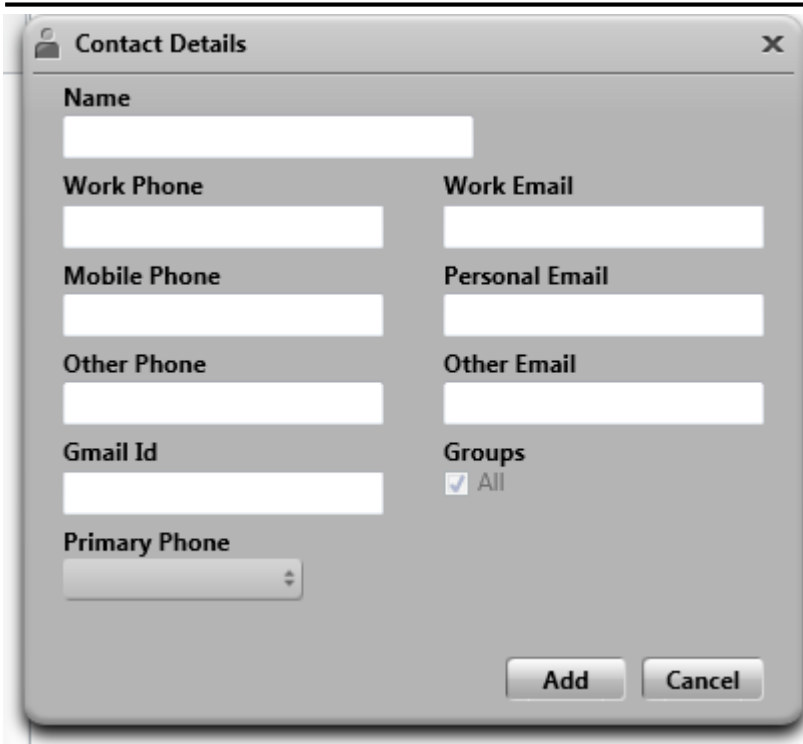 Contact Details
Name
Work Phone Work Email
Mobile Phone Personal Email
Other Phone Other Email
Gmail Id Groups
All
Primary Phone
Add Cancel